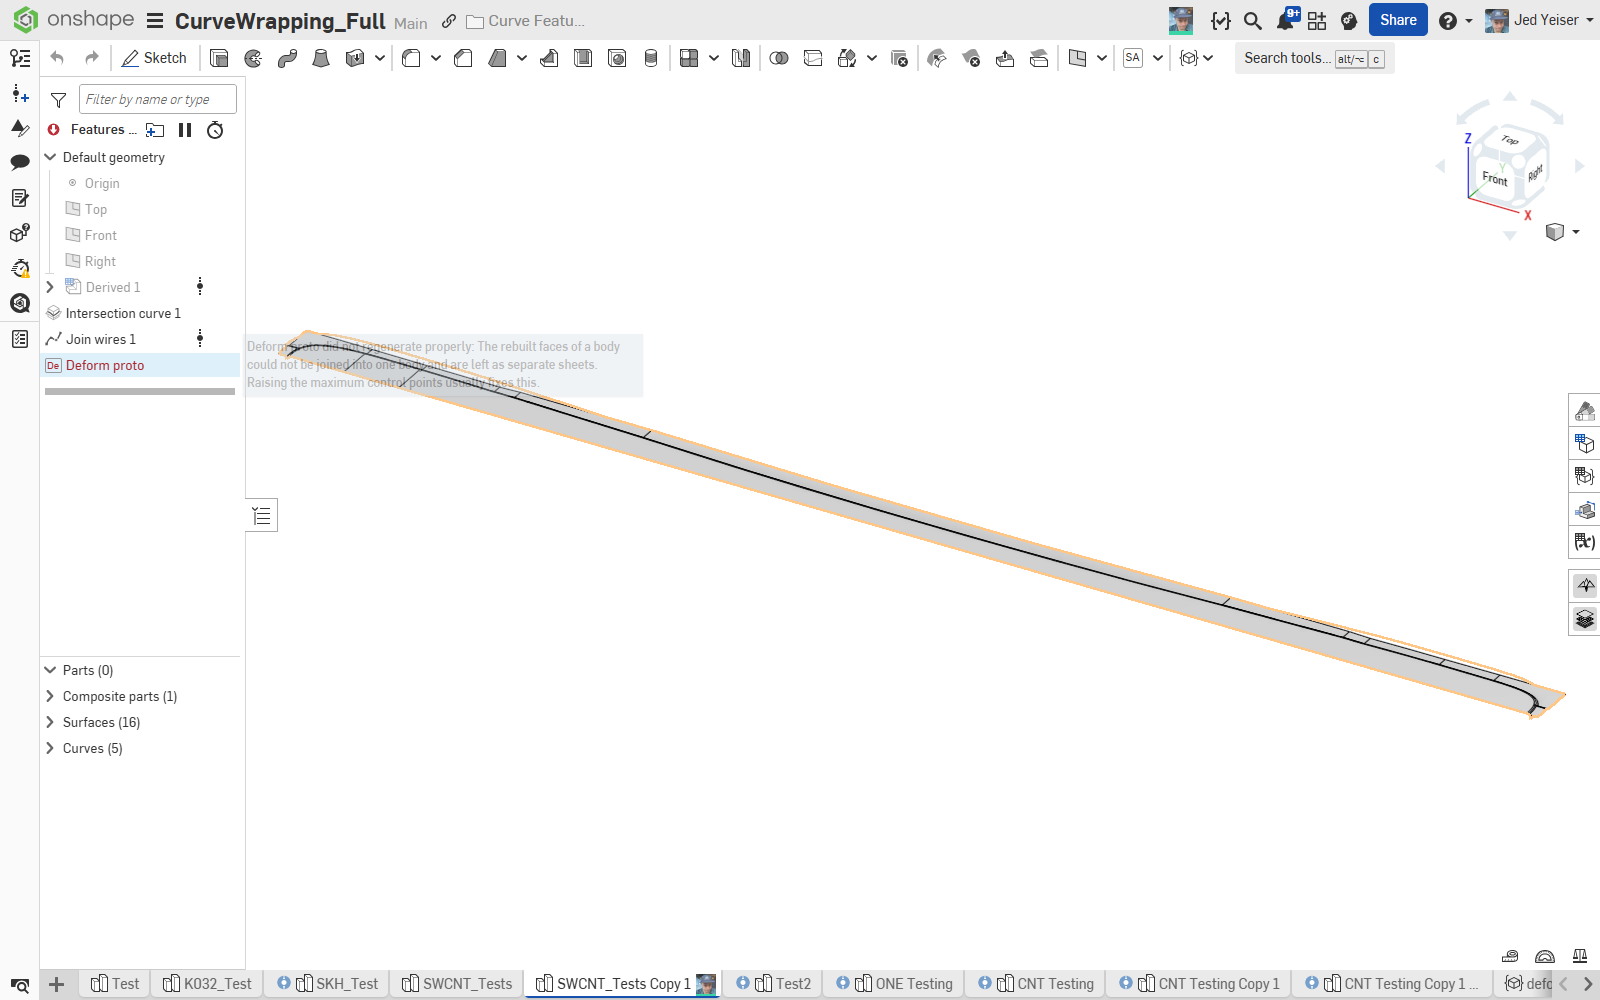 onshape
CurveWrapping_Full Main
Curve Featu...
9+
Share
Jed Yeiser
Sketch
SA
Search tools... alt/⌥ c
Filter by name or type
Features ...
Default geometry
Origin
Top
Front
Right
Derived 1
Intersection curve 1
Join wires 1
De Deform proto
Deform proto did not regenerate properly: The rebuilt faces of a body
could not be joined into one body and are left as separate sheets.
Raising the maximum control points usually fixes this.
Z
Top
Y
Front
Right
X
Parts (0)
Composite parts (1)
Surfaces (16)
Curves (5)
Test
K032_Test
SKH_Test
SWCNT_Tests
SWCNT_Tests Copy 1
Test2
ONE Testing
CNT Testing
CNT Testing Copy 1
CNT Testing Copy 1 ...
defo